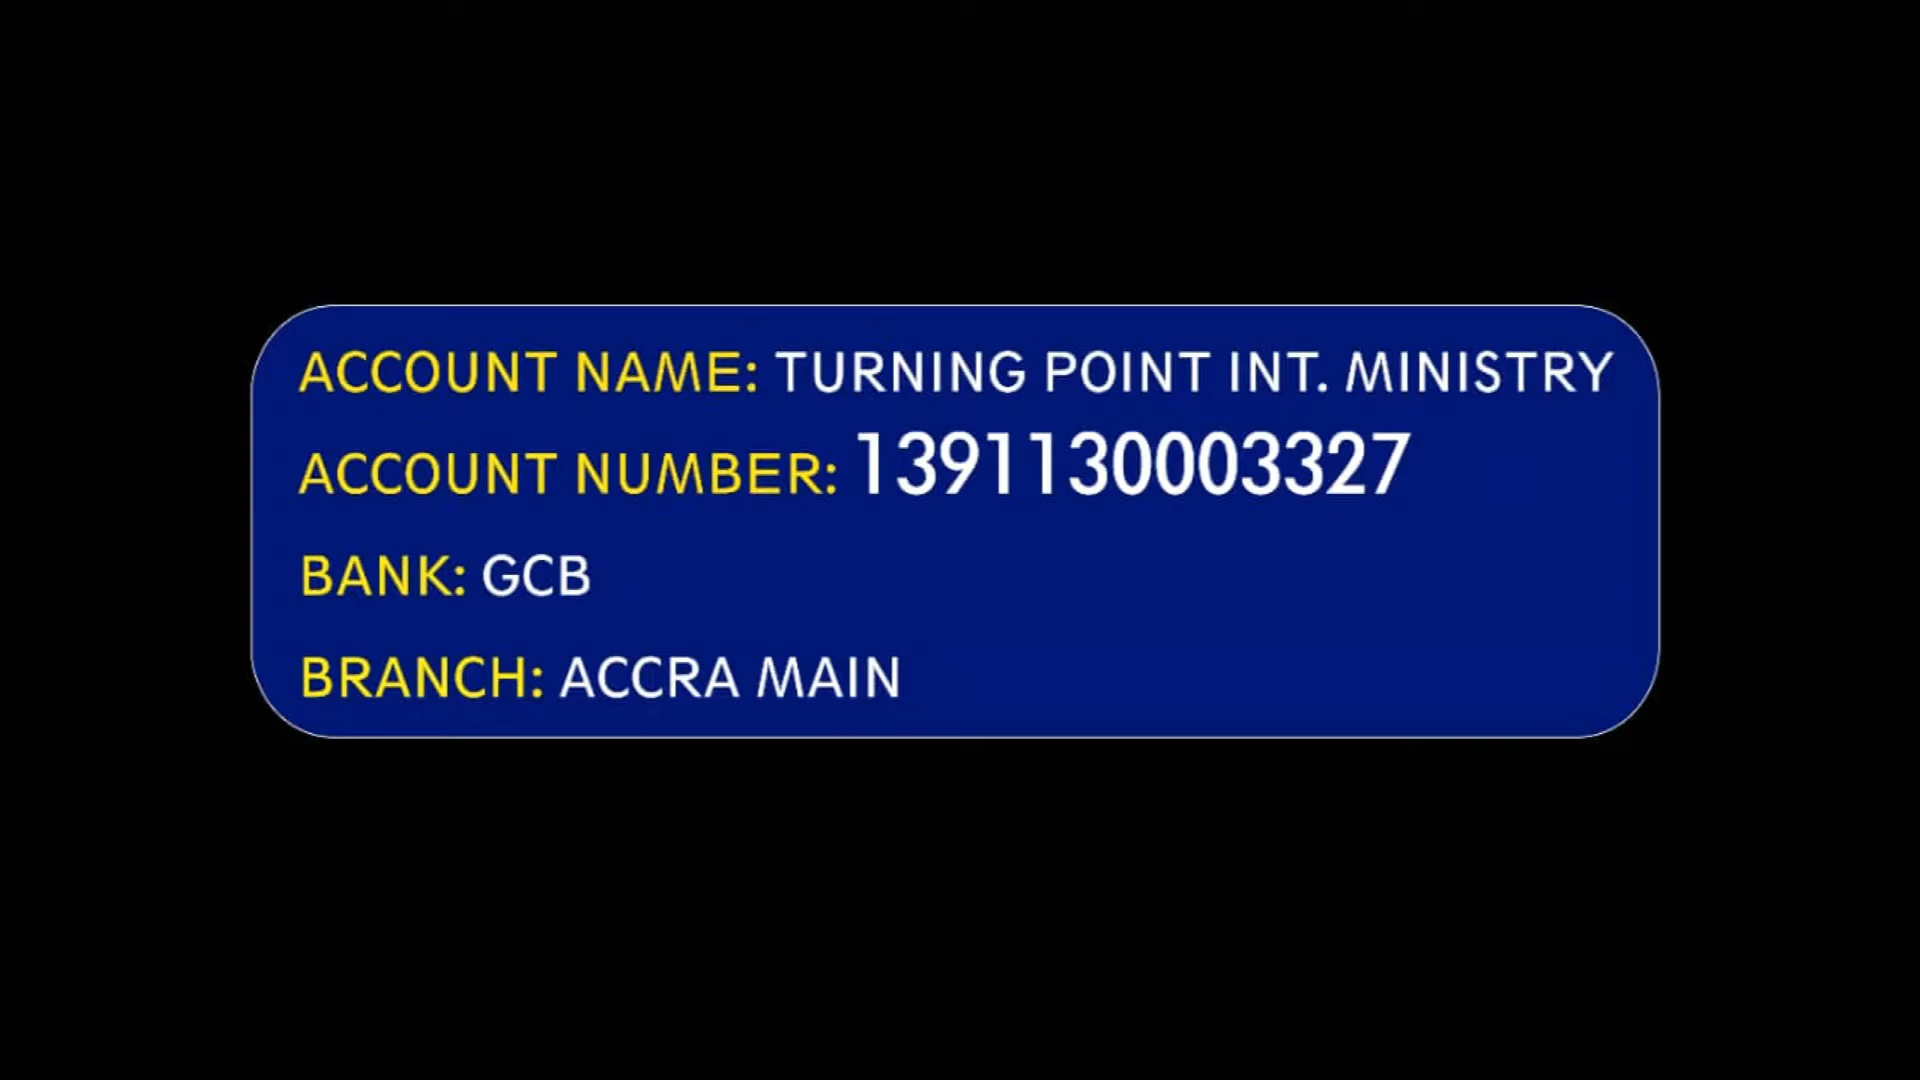 ACCOUNT NAME: TURNING POINT INT. MINISTRY
ACCOUNT NUMBER: 1391130003327
BANK: GCB
BRANCH: ACCRA MAIN